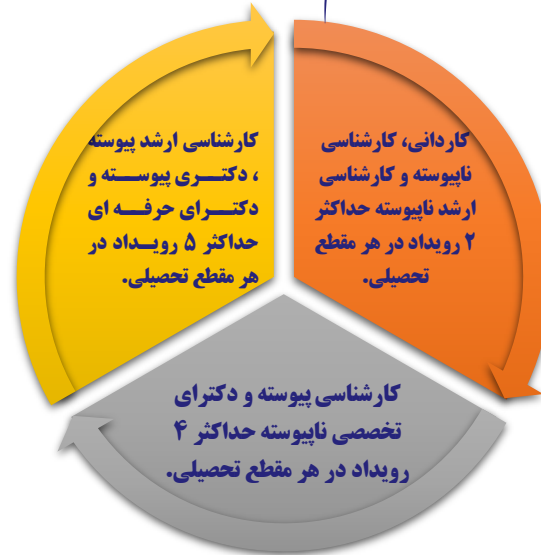 کاردانی، کارشناسی
ناپیوسته و کارشناسی
ارشد ناپیوسته حداکثر
۲ رویداد در هر مقطع
تحصیلی.
کارشناسی پیوسته و دکترای
تخصصی ناپیوسته حداکثر ۴
رویداد در هر مقطع تحصیلی.
کارشناسی ارشد پیوسته
، دکتری پیوسته و
دکترای حرفه ای
حداکثر ۵ رویداد در
هر مقطع تحصیلی.